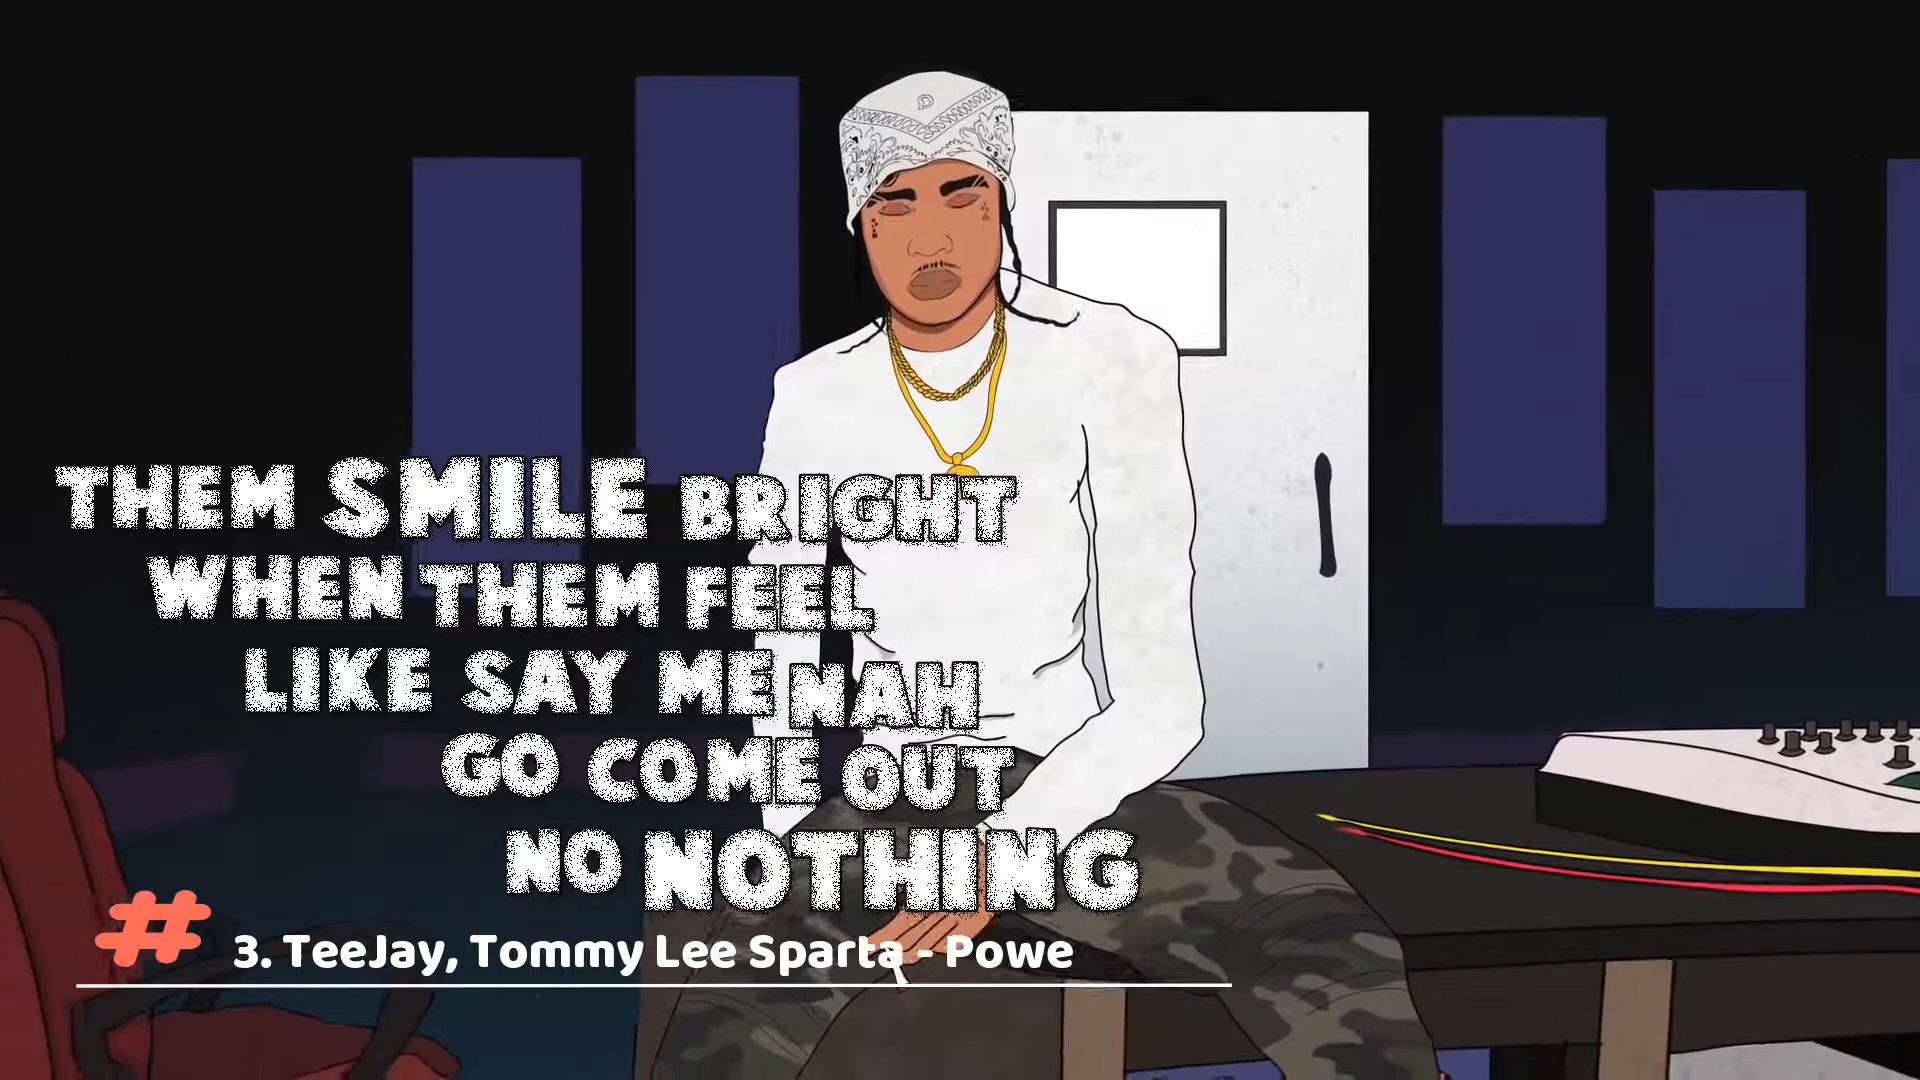 THEM SMILE BRIGHT
WHEN THEM FEEL
LIKE SAY ME NAH
GO COME OUT
NO NOTHING
# 3. TeeJay, Tommy Lee Sparta - Powe